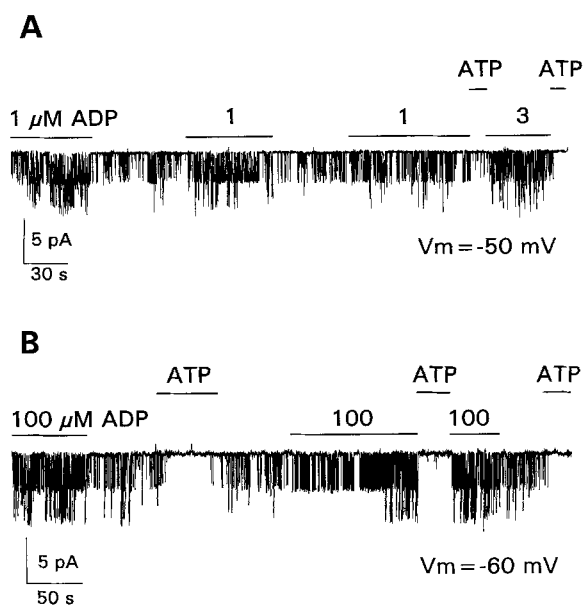 A
ATP ATP
1 μM ADP 1 1 3
5 pA
30 s
Vm = -50 mV
B
ATP ATP ATP
100 μM ADP 100 100
5 pA
50 s
Vm = -60 mV